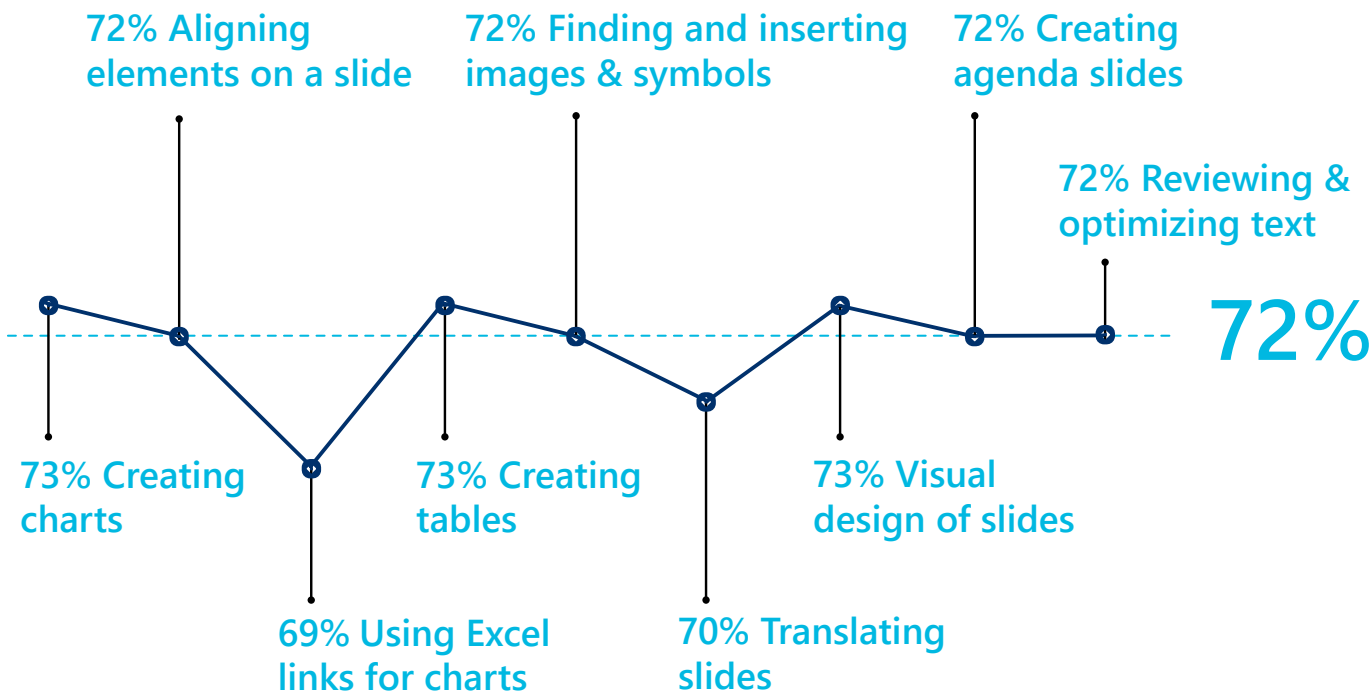 72% Aligning
elements on a slide
72% Finding and inserting
images & symbols
72% Creating
agenda slides
72% Reviewing &
optimizing text
72%
73% Creating
charts
73% Creating
tables
73% Visual
design of slides
69% Using Excel
links for charts
70% Translating
slides